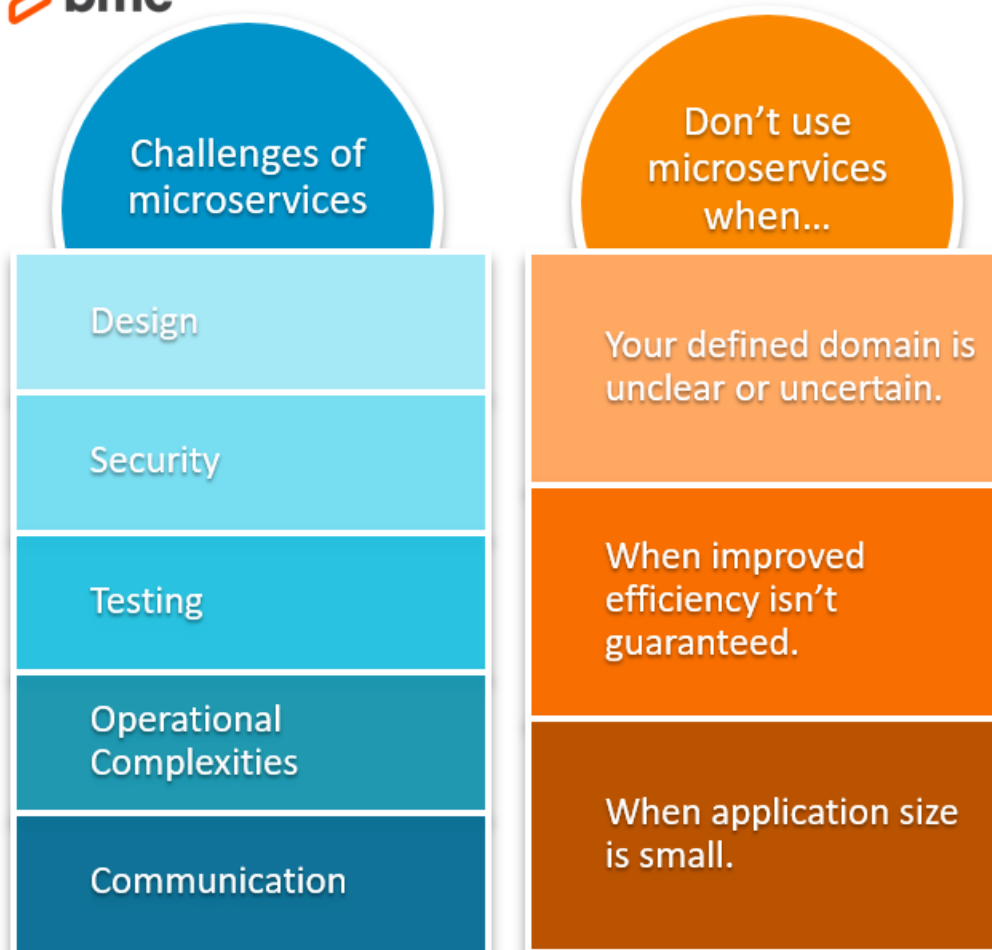 bmc
Challenges of
microservices
Design
Security
Testing
Operational
Complexities
Communication
Don’t use
microservices
when…
Your defined domain is
unclear or uncertain.
When improved
efficiency isn’t
guaranteed.
When application size
is small.